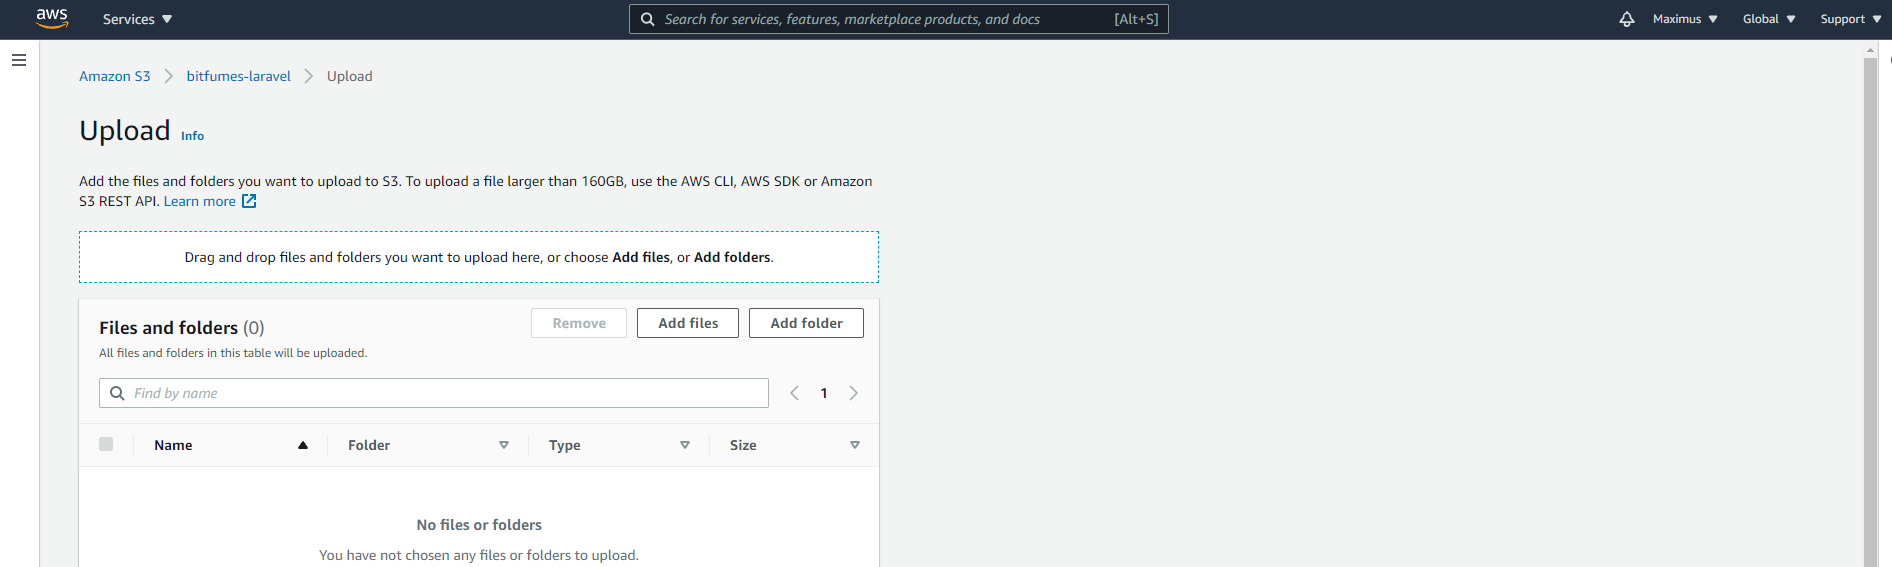 aws Services Search for services, features, marketplace products, and docs [Alt+S] Maximus Global Support
Amazon S3 bitfumes-laravel Upload
Upload Info
Add the files and folders you want to upload to S3. To upload a file larger than 160GB, use the AWS CLI, AWS SDK or Amazon
S3 REST API. Learn more
Drag and drop files and folders you want to upload here, or choose Add files, or Add folders.
Files and folders (0) Remove Add files Add folder
All files and folders in this table will be uploaded.
Find by name 1
Name Folder Type Size
No files or folders
You have not chosen any files or folders to upload.